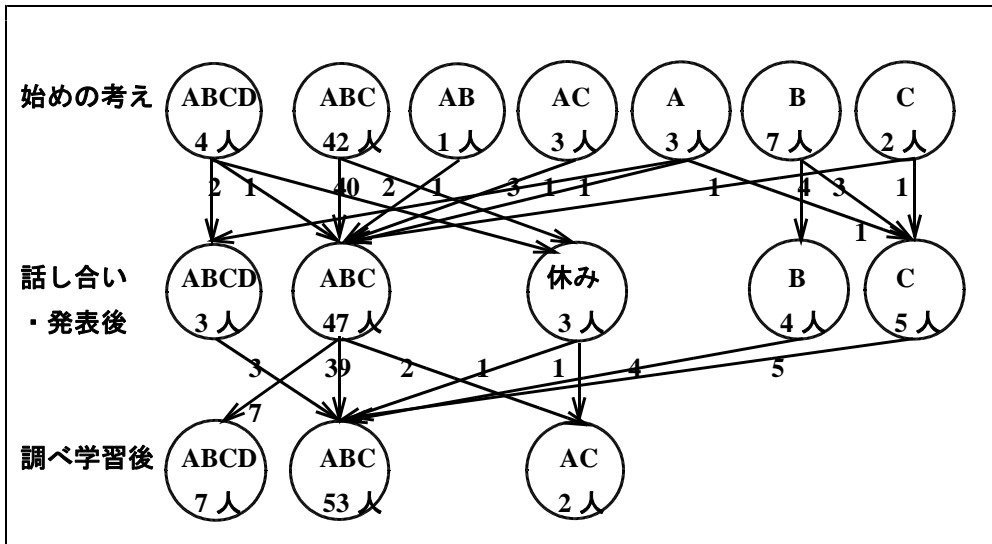 始めの考え
ABCD ABC AB AC A B C
4人 42人 1人 3人 3人 7人 2人
2 1 40 2 1 3 1 1 1 4 3 1
1
話し合い
・発表後
ABCD ABC 休み B C
3人 47人 3人 4人 5人
3 39 2 1 1 4 5
7
調べ学習後
ABCD ABC AC
7人 53人 2人